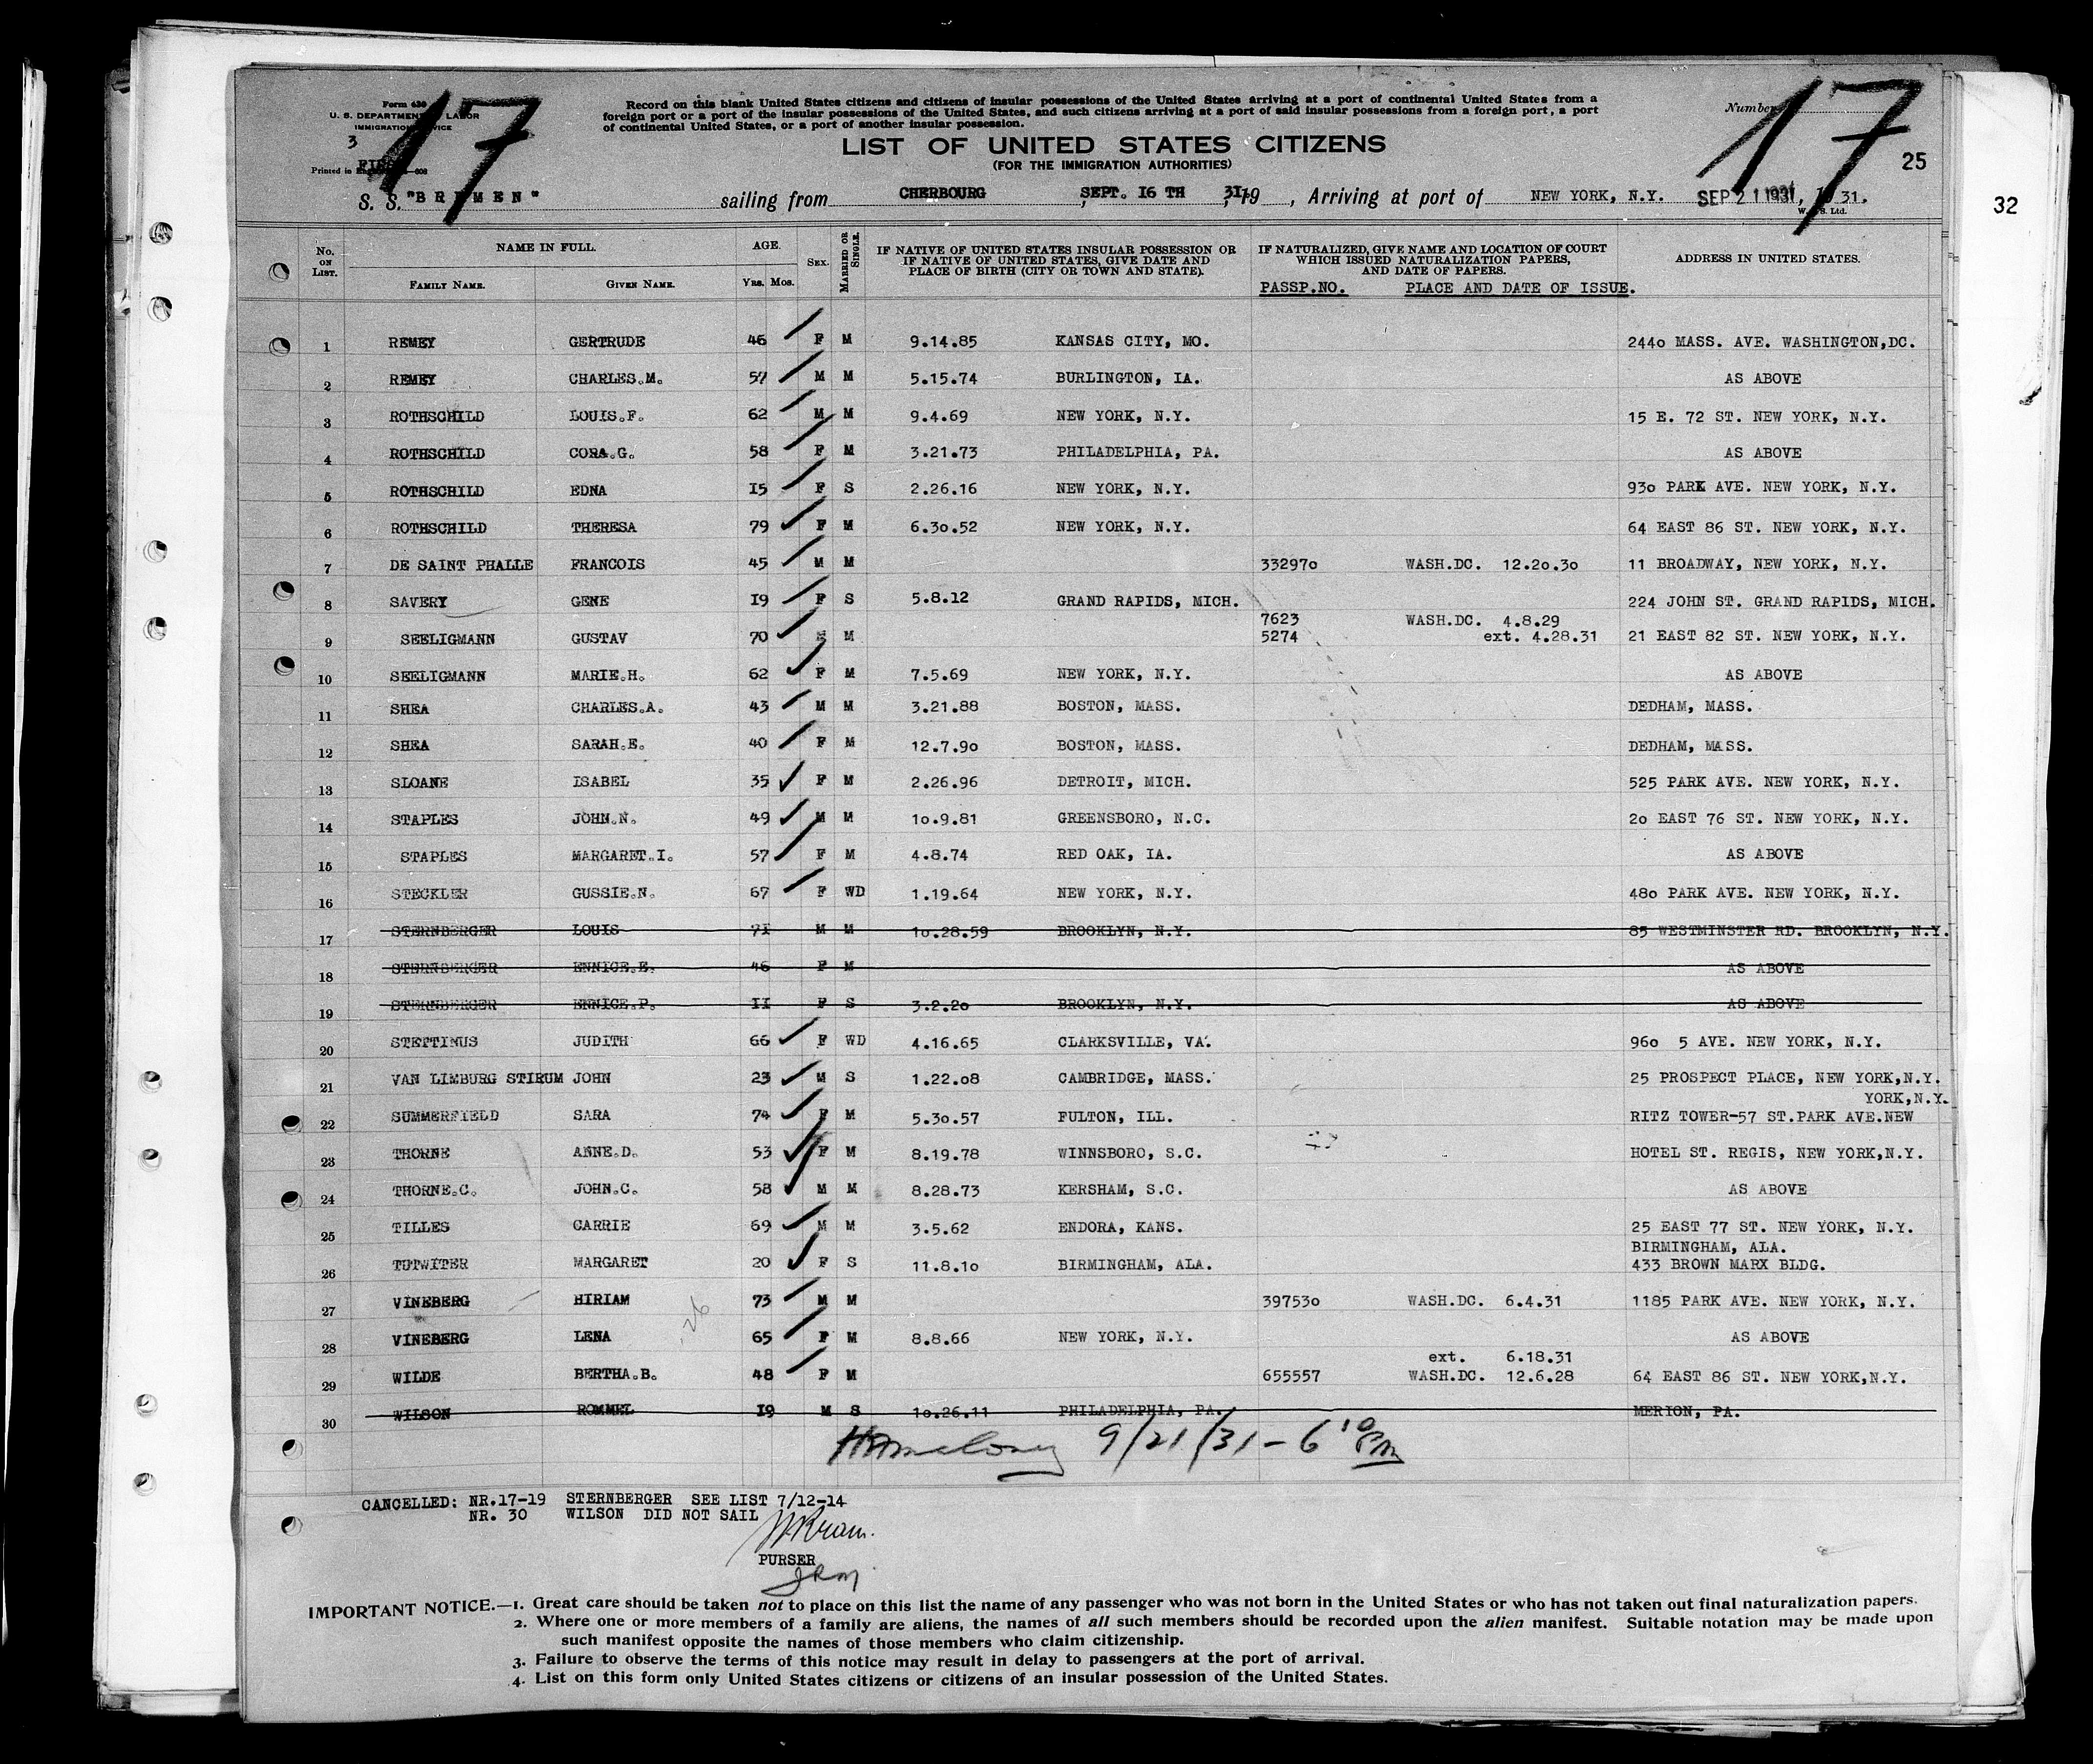 Form 630
U. S. DEPARTMENT LABOR
IMMIGRATION SERVICE
3
Printed in
Record on this blank United States citizens and citizens of insular possessions of the United States arriving at a port of continental United States from a
foreign port or a port of the insular possessions of the United States, and such citizens arriving at a port of said insular possessions from a foreign port, a port
of continental United States, or a port of another insular possession.
Number
17
17
LIST OF UNITED STATES CITIZENS
(FOR THE IMMIGRATION AUTHORITIES)
25
32
S. S. "BREMEN" sailing from CHERBOURG, SEPT. 16 TH 31, 19 , Arriving at port of NEW YORK, N.Y. SEP 21 1931, 31.
No. ON LIST. NAME IN FULL. FAMILY NAME. GIVEN NAME. AGE. YRS. MOS. SEX. MARRIED OR SINGLE. IF NATIVE OF UNITED STATES INSULAR POSSESSION OR IF NATIVE OF UNITED STATES, GIVE DATE AND PLACE OF BIRTH (CITY OR TOWN AND STATE). IF NATURALIZED, GIVE NAME AND LOCATION OF COURT WHICH ISSUED NATURALIZATION PAPERS, AND DATE OF PAPERS. ADDRESS IN UNITED STATES.
PASSP.NO. PLACE AND DATE OF ISSUE.
1 REMEY GERTRUDE 46 F M 9.14.85 KANSAS CITY, MO. 2440 MASS. AVE. WASHINGTON,DC.
2 REMEY CHARLES.M. 57 M M 5.15.74 BURLINGTON, IA. AS ABOVE
3 ROTHSCHILD LOUIS.F. 62 M M 9.4.69 NEW YORK, N.Y. 15 E. 72 ST. NEW YORK, N.Y.
4 ROTHSCHILD CORA.G. 58 F M 3.21.73 PHILADELPHIA, PA. AS ABOVE
5 ROTHSCHILD EDNA 15 F S 2.26.16 NEW YORK, N.Y. 930 PARK AVE. NEW YORK, N.Y.
6 ROTHSCHILD THERESA 79 F M 6.30.52 NEW YORK, N.Y. 64 EAST 86 ST. NEW YORK, N.Y.
7 DE SAINT PHALLE FRANCOIS 45 M M 332970 WASH.DC. 12.20.30 11 BROADWAY, NEW YORK, N.Y.
8 SAVERY GENE 19 F S 5.8.12 GRAND RAPIDS, MICH. 224 JOHN ST. GRAND RAPIDS, MICH.
7623 WASH.DC. 4.8.29
9 SEELIGMANN GUSTAV 70 M M 5274 ext. 4.28.31 21 EAST 82 ST. NEW YORK, N.Y.
10 SEELIGMANN MARIE.H. 62 F M 7.5.69 NEW YORK, N.Y. AS ABOVE
11 SHEA CHARLES.A. 43 M M 3.21.88 BOSTON, MASS. DEDHAM, MASS.
12 SHEA SARAH.E. 40 F M 12.7.90 BOSTON, MASS. DEDHAM, MASS.
13 SLOANE ISABEL 35 F M 2.26.96 DETROIT, MICH. 525 PARK AVE. NEW YORK, N.Y.
14 STAPLES JOHN.N. 49 M M 10.9.81 GREENSBORO, N.C. 20 EAST 76 ST. NEW YORK, N.Y.
15 STAPLES MARGARET.I. 57 F M 4.8.74 RED OAK, IA. AS ABOVE
16 STECKLER GUSSIE.N. 67 F WD 1.19.64 NEW YORK, N.Y. 480 PARK AVE. NEW YORK, N.Y.
17 STERNBERGER LOUIS 71 M M 10.28.59 BROOKLYN, N.Y. 85 WESTMINSTER RD. BROOKLYN, N.Y.
18 STERNBERGER ENNICE.E. 46 F M AS ABOVE
19 STERNBERGER ENNICE.P. 11 F S 3.2.20 BROOKLYN, N.Y. AS ABOVE
20 STETTINUS JUDITH 66 F WD 4.16.65 CLARKSVILLE, VA. 960 5 AVE. NEW YORK, N.Y.
21 VAN LIMBURG STIRUM JOHN 23 M S 1.22.08 CAMBRIDGE, MASS. 25 PROSPECT PLACE, NEW YORK,N.Y.
YORK,N.Y.
22 SUMMERFIELD SARA 74 F M 5.30.57 FULTON, ILL. RITZ TOWER-57 ST.PARK AVE.NEW
23 THORNE ANNE.D. 53 F M 8.19.78 WINNSBORO, S.C. HOTEL ST. REGIS, NEW YORK,N.Y.
24 THORNE.C. JOHN.C. 58 M M 8.28.73 KERSHAM, S.C. AS ABOVE
25 TILLES CARRIE 69 M M 3.5.62 ENDORA, KANS. 25 EAST 77 ST. NEW YORK, N.Y.
BIRMINGHAM, ALA.
26 TUTWITER MARGARET 20 F S 11.8.10 BIRMINGHAM, ALA. 433 BROWN MARX BLDG.
27 VINEBERG HIRIAM 73 M M 397530 WASH.DC. 6.4.31 1185 PARK AVE. NEW YORK, N.Y.
26
28 VINEBERG LENA 65 F M 8.8.66 NEW YORK, N.Y. AS ABOVE
ext. 6.18.31
29 WILDE BERTHA.B. 48 F M 655557 WASH.DC. 12.6.28 64 EAST 86 ST. NEW YORK,N.Y.
30 WILSON ROMMEL 19 M S 10.26.11 PHILADELPHIA, PA. MERION, PA.
9/21/31 - 6 10 PM
CANCELLED: NR.17-19 STERNBERGER SEE LIST 7/12-14
NR. 30 WILSON DID NOT SAIL
PURSER
IMPORTANT NOTICE.—1. Great care should be taken not to place on this list the name of any passenger who was not born in the United States or who has not taken out final naturalization papers.
2. Where one or more members of a family are aliens, the names of all such members should be recorded upon the alien manifest. Suitable notation may be made upon
such manifest opposite the names of those members who claim citizenship.
3. Failure to observe the terms of this notice may result in delay to passengers at the port of arrival.
4. List on this form only United States citizens or citizens of an insular possession of the United States.